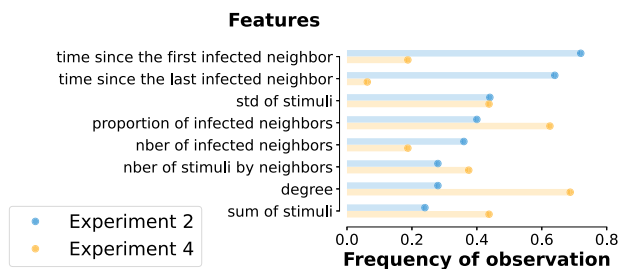 Features
time since the first infected neighbor
time since the last infected neighbor
std of stimuli
proportion of infected neighbors
nber of infected neighbors
nber of stimuli by neighbors
degree
sum of stimuli
Experiment 2
Experiment 4
0.0 0.2 0.4 0.6 0.8
Frequency of observation